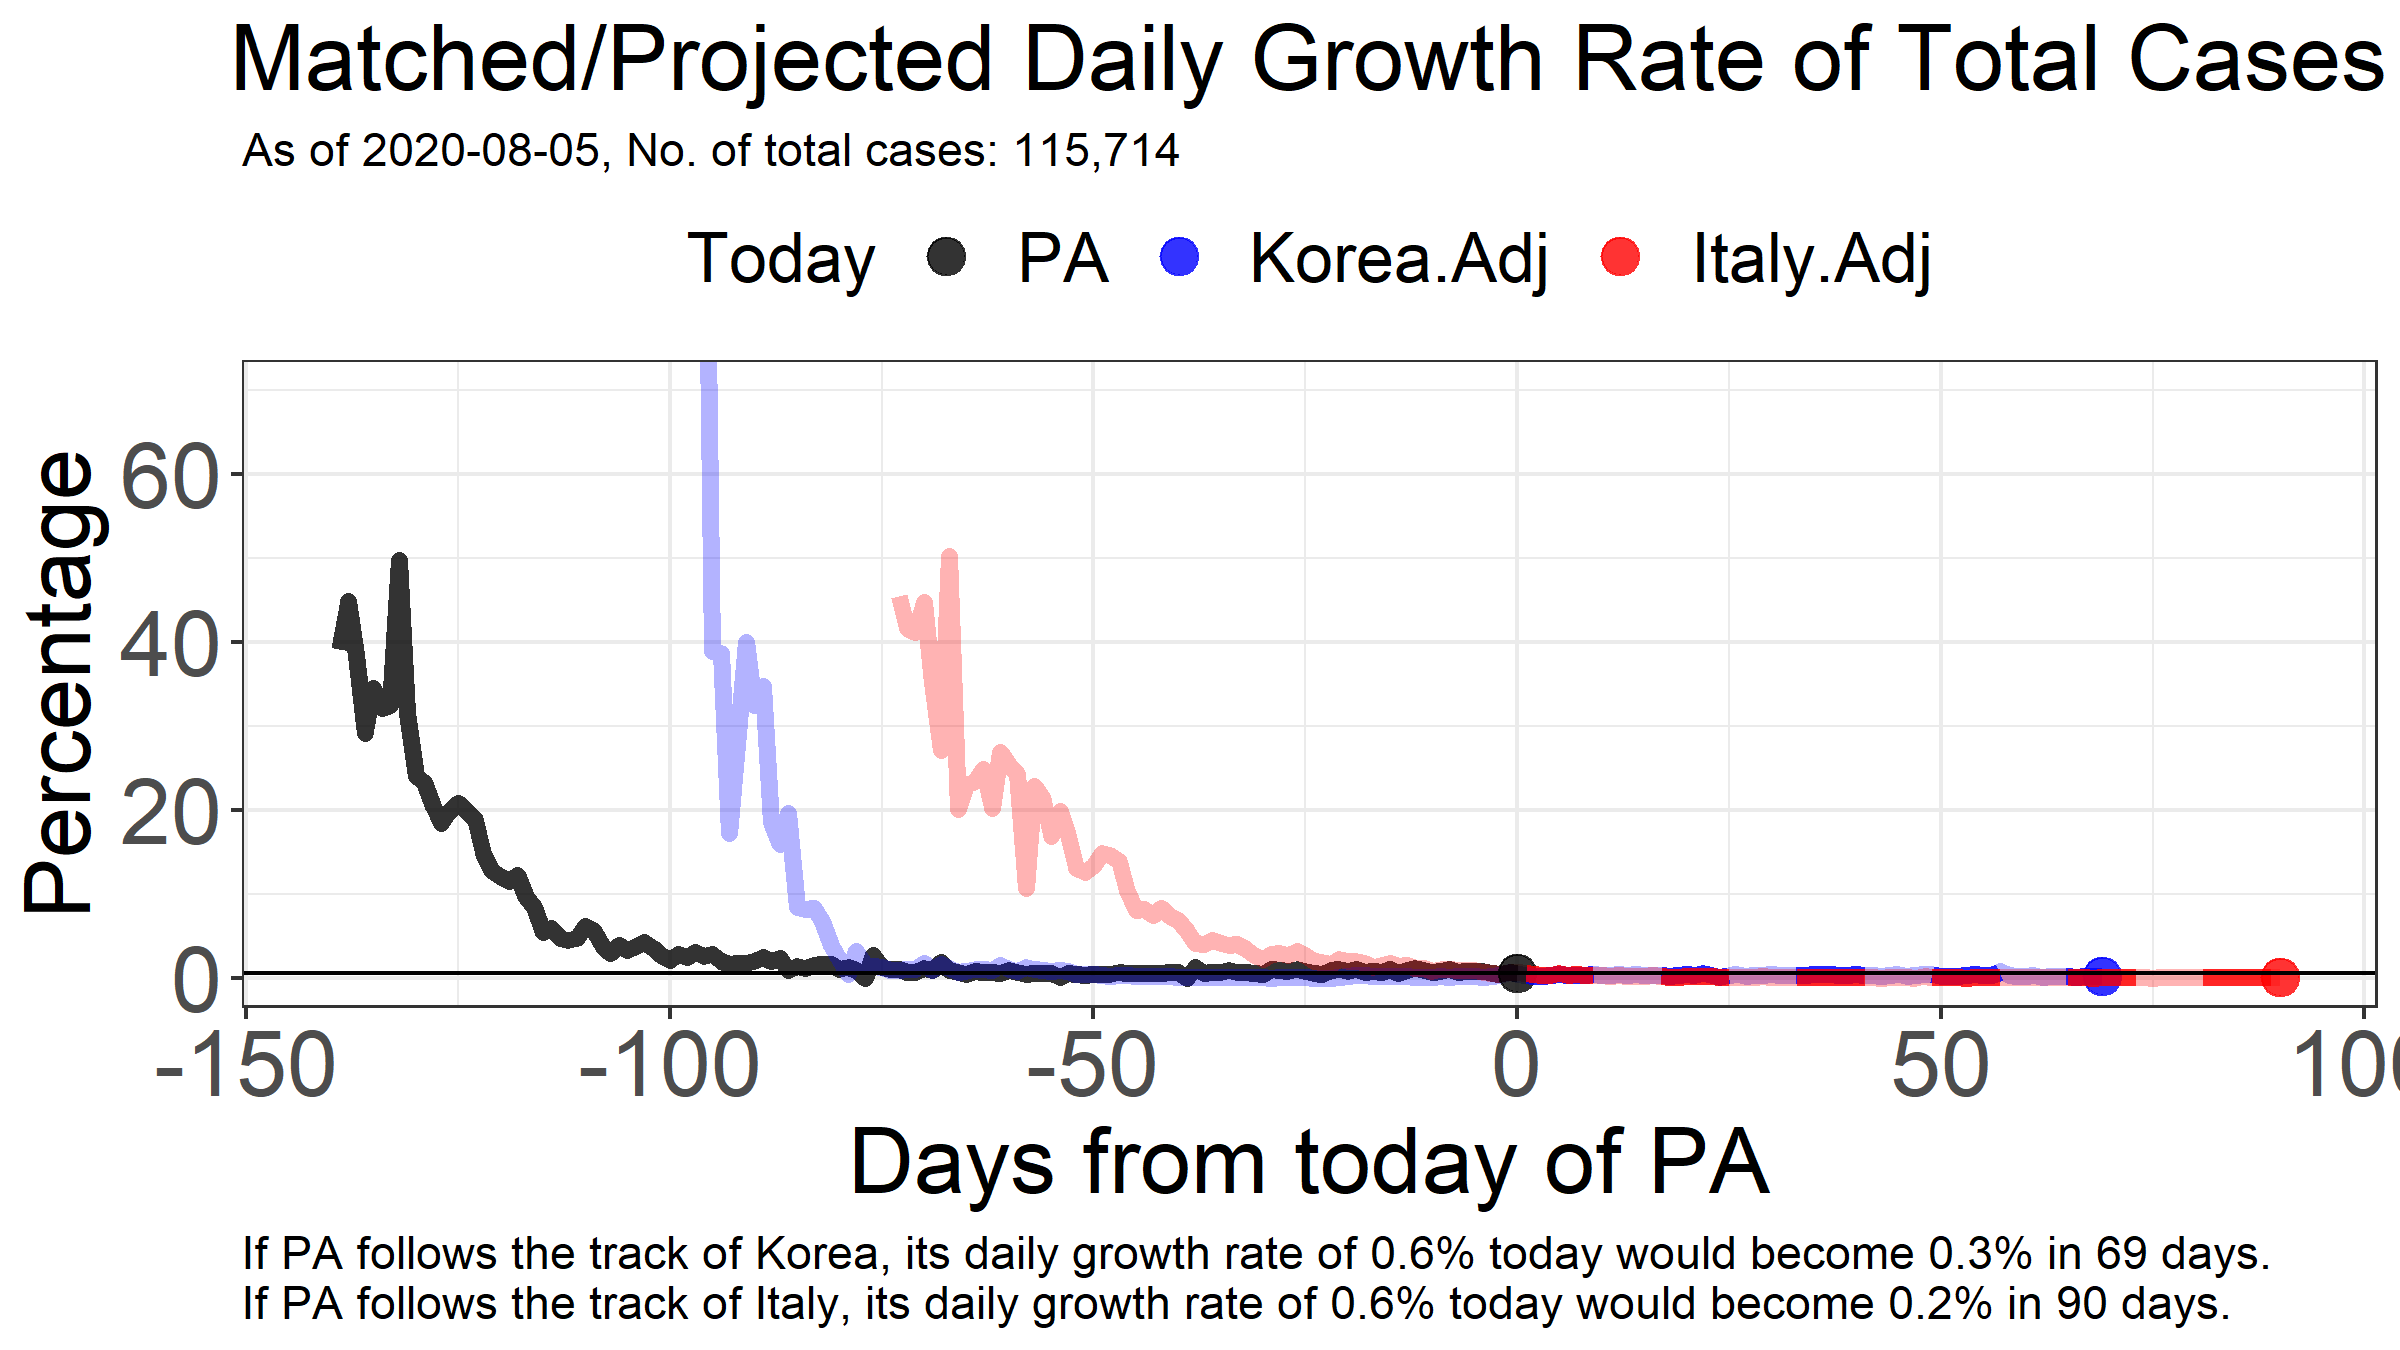 Matched/Projected Daily Growth Rate of Total Cases
As of 2020-08-05, No. of total cases: 115,714
Today PA Korea.Adj Italy.Adj
Percentage
60
40
20
0
-150 -100 -50 0 50 100
Days from today of PA
If PA follows the track of Korea, its daily growth rate of 0.6% today would become 0.3% in 69 days.
If PA follows the track of Italy, its daily growth rate of 0.6% today would become 0.2% in 90 days.